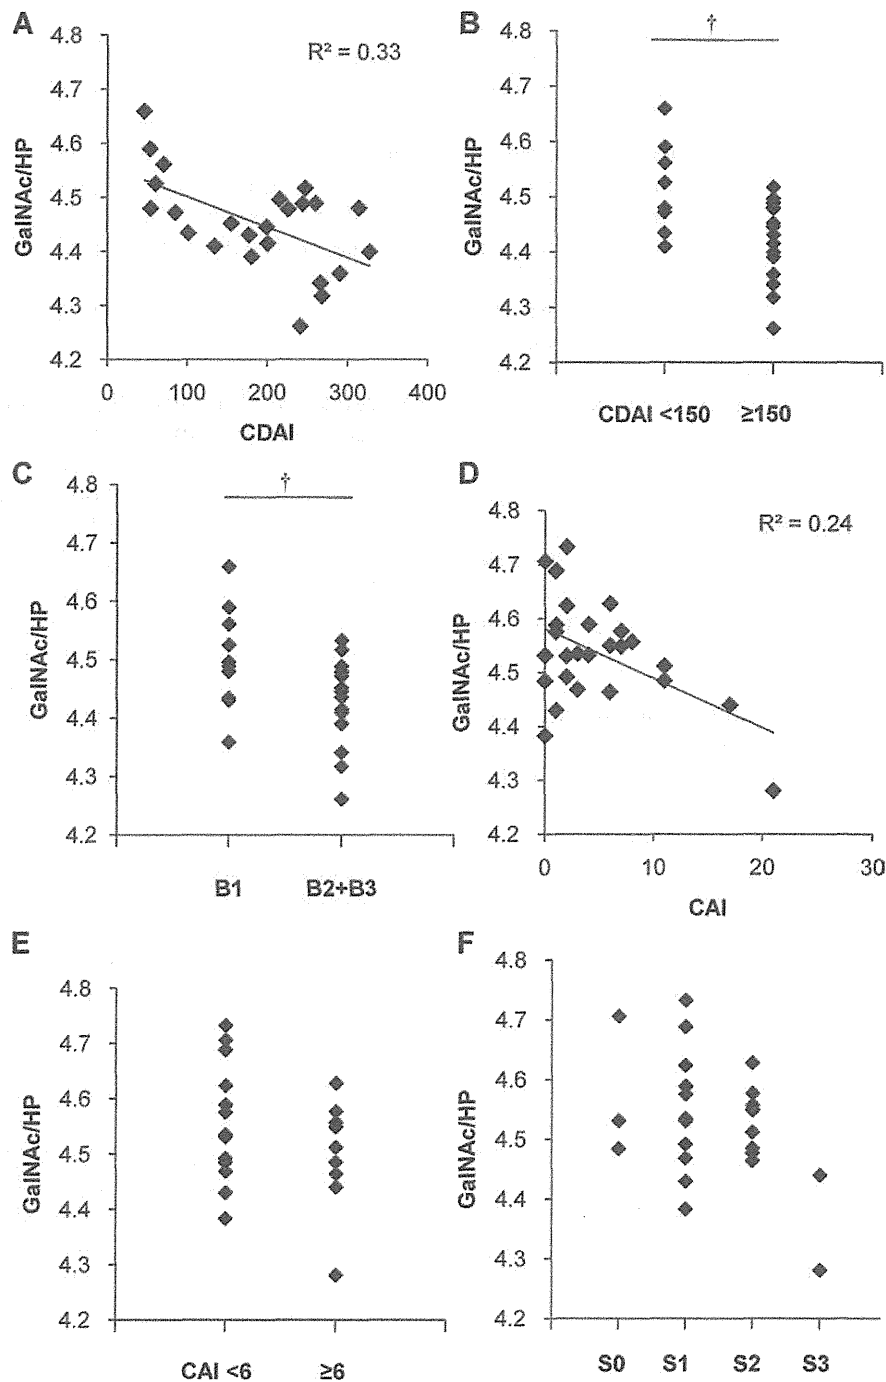 A
4.8
4.7
4.6
4.5
4.4
4.3
4.2
GalNAc/HP
R² = 0.33
0 100 200 300 400
CDAI
B
†
4.8
4.7
4.6
4.5
4.4
4.3
4.2
GalNAc/HP
CDAI <150 ≥150
C
†
4.8
4.7
4.6
4.5
4.4
4.3
4.2
GalNAc/HP
B1 B2+B3
D
4.8
4.7
4.6
4.5
4.4
4.3
4.2
GalNAc/HP
R² = 0.24
0 10 20 30
CAI
E
4.8
4.7
4.6
4.5
4.4
4.3
4.2
GalNAc/HP
CAI <6 ≥6
F
4.8
4.7
4.6
4.5
4.4
4.3
4.2
GalNAc/HP
S0 S1 S2 S3